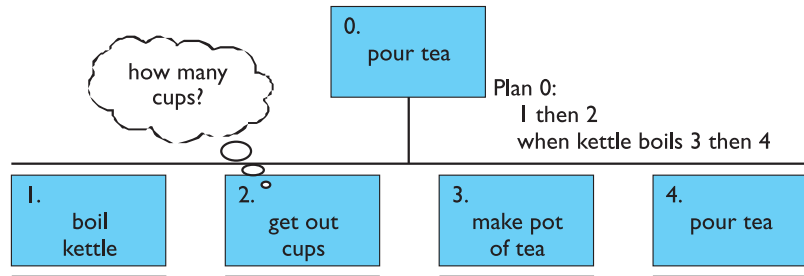 0.
pour tea
how many
cups?
Plan 0:
1 then 2
when kettle boils 3 then 4
1.
boil
kettle
2.
get out
cups
3.
make pot
of tea
4.
pour tea